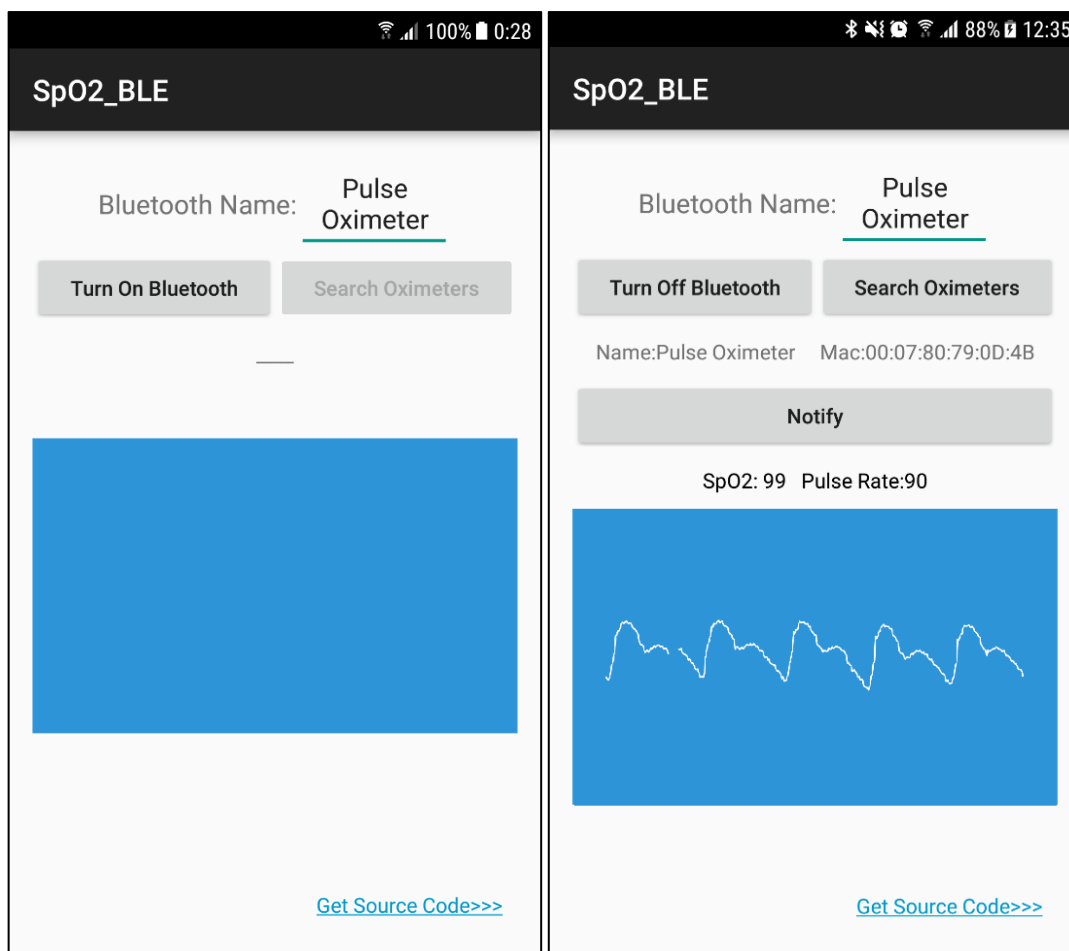 100% 0:28
SpO2_BLE
Bluetooth Name:
Pulse
Oximeter
Turn On Bluetooth
Search Oximeters
Get Source Code>>>
88% 12:35
SpO2_BLE
Bluetooth Name:
Pulse
Oximeter
Turn Off Bluetooth
Search Oximeters
Name:Pulse Oximeter Mac:00:07:80:79:0D:4B
Notify
SpO2: 99 Pulse Rate:90
Get Source Code>>>